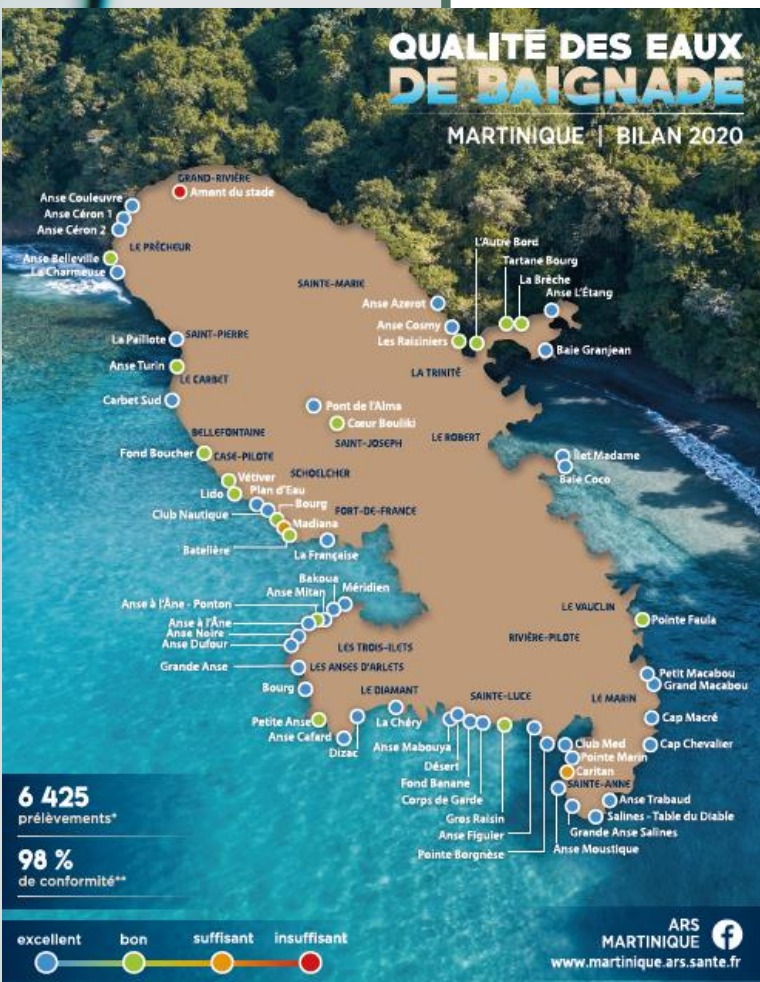 QUALITÉ DES EAUX
DE BAIGNADE
MARTINIQUE | BILAN 2020
GRAND-RIVIÈRE
Amont du stade
Anse Couleuvre
Anse Céron 1
Anse Céron 2
LE PRÊCHEUR
Anse Belleville
La Charmeuse
L'Autre Bord
Tartane Bourg
La Brèche
Anse L'Étang
SAINTE-MARIE
Anse Azerot
Anse Cosmy
Les Raisiniers
Baie Granjean
La Paillote
SAINT-PIERRE
Anse Turin
LE CARBET
LA TRINITÉ
Carbet Sud
Pont de l'Alma
Cœur Bouliki
BELLEFONTAINE
SAINT-JOSEPH
LE ROBERT
Fond Boucher
CASE-PILOTE
Îlet Madame
Baie Coco
SCHOELCHER
Vétiver
Lido
Plan d'Eau
Bourg
Club Nautique
FORT-DE-FRANCE
Madiana
Batelière
La Française
Bakoua
Méridien
Anse Mitan
Anse à l'Âne - Ponton
Anse à l'Âne
Anse Noire
Anse Dufour
LE VAUCLIN
Pointe Faula
RIVIÈRE-PILOTE
LES TROIS-ILETS
Grande Anse
LES ANSES D'ARLETS
Petit Macabou
Grand Macabou
Bourg
LE DIAMANT
SAINTE-LUCE
LE MARIN
Petite Anse
La Chéry
Cap Macré
Anse Cafard
Dizac
Anse Mabouya
Club Med
Cap Chevalier
Pointe Marin
Désert
Caritan
Fond Banane
SAINTE-ANNE
Corps de Garde
Anse Trabaud
Gros Raisin
Salines - Table du Diable
Anse Figuier
Grande Anse Salines
Pointe Borgnèse
Anse Moustique
6 425
prélèvements*
98 %
de conformité**
excellent bon suffisant insuffisant
ARS
MARTINIQUE
www.martinique.ars.sante.fr